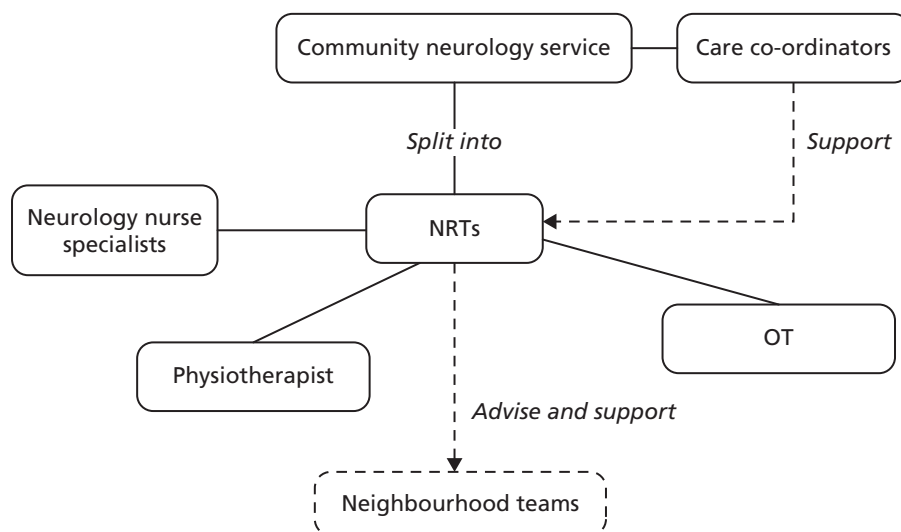 Community neurology service
Care co-ordinators
Split into
Support
Neurology nurse
specialists
NRTs
OT
Physiotherapist
Advise and support
Neighbourhood teams